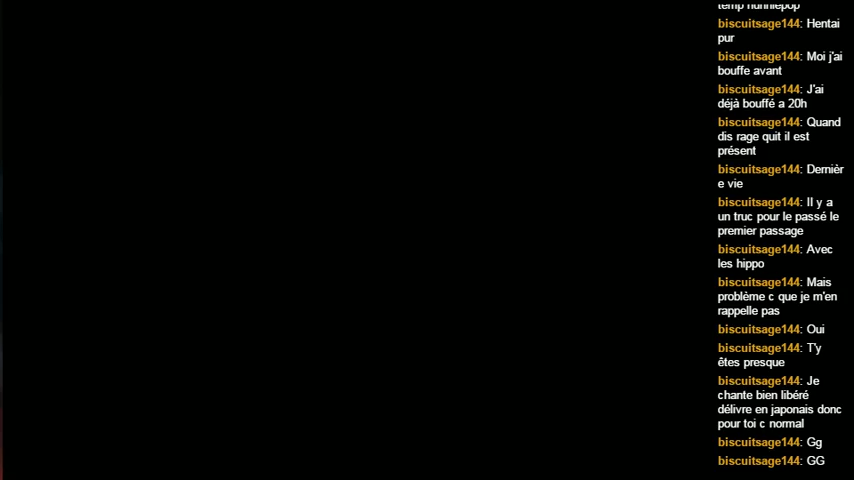 temp hunniepop
biscuitsage144: Hentai
pur
biscuitsage144: Moi j'ai
bouffe avant
biscuitsage144: J'ai
déjà bouffé a 20h
biscuitsage144: Quand
dis rage quit il est
présent
biscuitsage144: Dernièr
e vie
biscuitsage144: Il y a
un truc pour le passé le
premier passage
biscuitsage144: Avec
les hippo
biscuitsage144: Mais
problème c que je m'en
rappelle pas
biscuitsage144: Oui
biscuitsage144: T'y
êtes presque
biscuitsage144: Je
chante bien libéré
délivre en japonais donc
pour toi c normal
biscuitsage144: Gg
biscuitsage144: GG